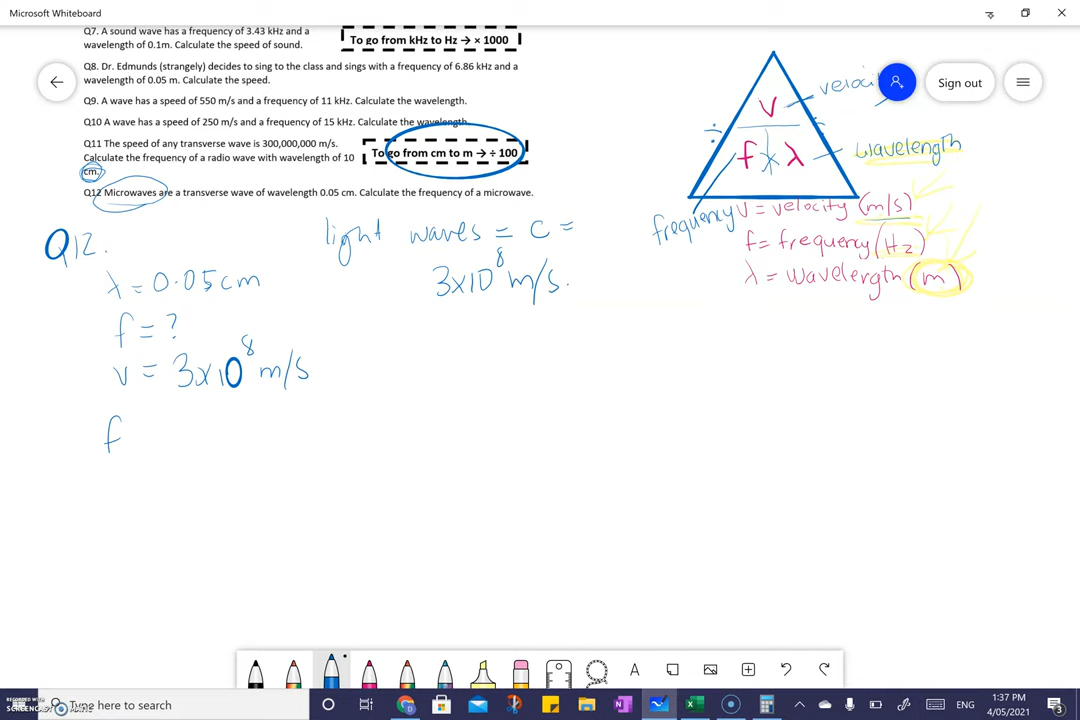 Microsoft Whiteboard
Q7. A sound wave has a frequency of 3.43 kHz and a
wavelength of 0.1m. Calculate the speed of sound.
To go from kHz to Hz → × 1000
Q8. Dr. Edmunds (strangely) decides to sing to the class and sings with a frequency of 6.86 kHz and a
wavelength of 0.05 m. Calculate the speed.
Q9. A wave has a speed of 550 m/s and a frequency of 11 kHz. Calculate the wavelength.
Q10 A wave has a speed of 250 m/s and a frequency of 15 kHz. Calculate the wavelength.
Q11 The speed of any transverse wave is 300,000,000 m/s.
Calculate the frequency of a radio wave with wavelength of 10
cm.
To go from cm to m → ÷ 100
Q12 Microwaves are a transverse wave of wavelength 0.05 cm. Calculate the frequency of a microwave.
Sign out
v
÷ ÷
f × λ
wavelength
frequency
v = velocity (m/s)
f = frequency (Hz)
λ = wavelength (m)
Q12.
light waves = c =
3×10⁸ m/s.
λ = 0.05cm
f = ?
v = 3×10⁸ m/s
f
A
Type here to search
ENG
1:37 PM
4/05/2021
3